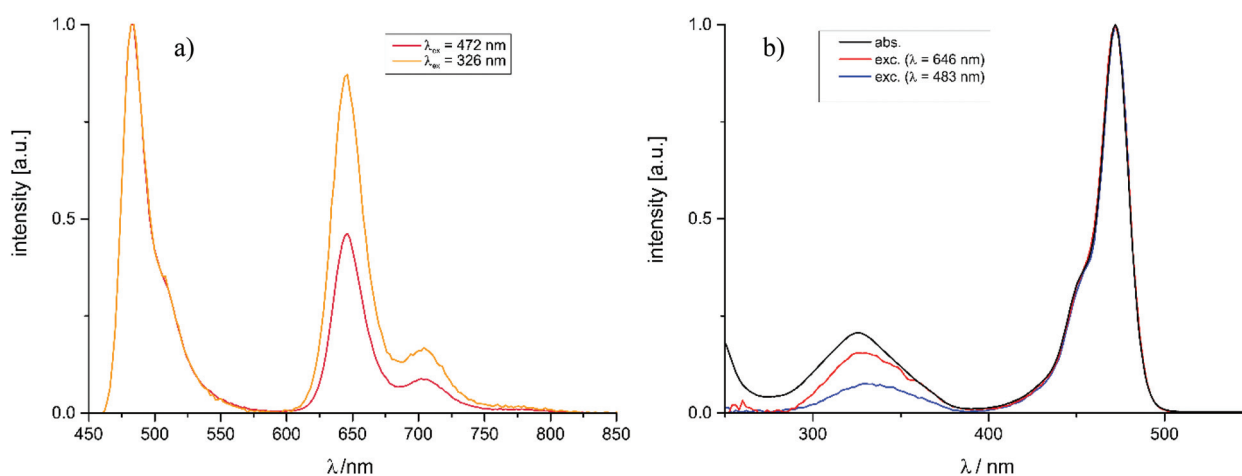 a)
λex = 472 nm
λex = 326 nm
intensity [a.u.]
1.0
0.5
0.0
450 500 550 600 650 700 750 800 850
λ /nm
b)
abs.
exc. (λ = 646 nm)
exc. (λ = 483 nm)
intensity [a.u.]
1.0
0.5
0.0
300 400 500
λ / nm